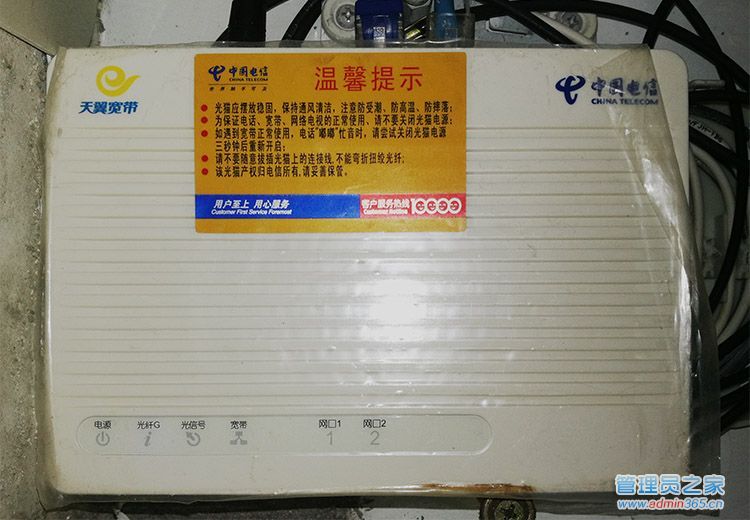 天翼宽带
中国电信
CHINA TELECOM
世界触手可及
温馨提示
中国电信
CHINA TELECOM
光猫应摆放稳固，保持通风清洁，注意防受潮、防高温、防摔落；
为保证电话、宽带、网络电视的正常使用、请不要关闭光猫电源；
如遇到宽带正常使用，电话"嘟嘟"忙音时，请尝试关闭光猫电源
三秒钟后重新开启；
请不要随意拔插光猫上的连接线，不能弯折扭绞光纤；
该光猫产权归电信所有，请妥善保管。
用户至上 用心服务
Customer First Service Foremost
客户服务热线
Customer Hotline
10000
电源 光纤G 光信号 宽带 网口1 网口2
1 2
管理员之家
www.admin365.cn